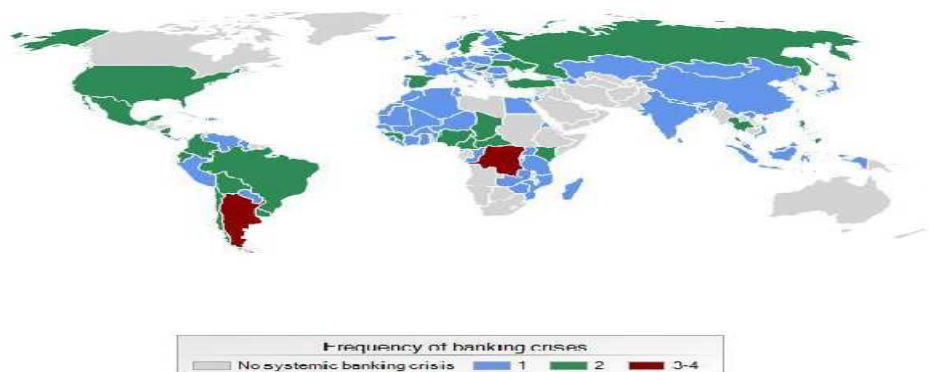 Frequency of banking crises
No systemic banking crisis 1 2 3-4